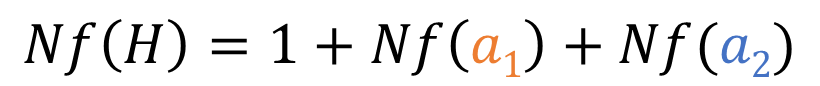 Nf(H) = 1 + Nf(a₁) + Nf(a₂)